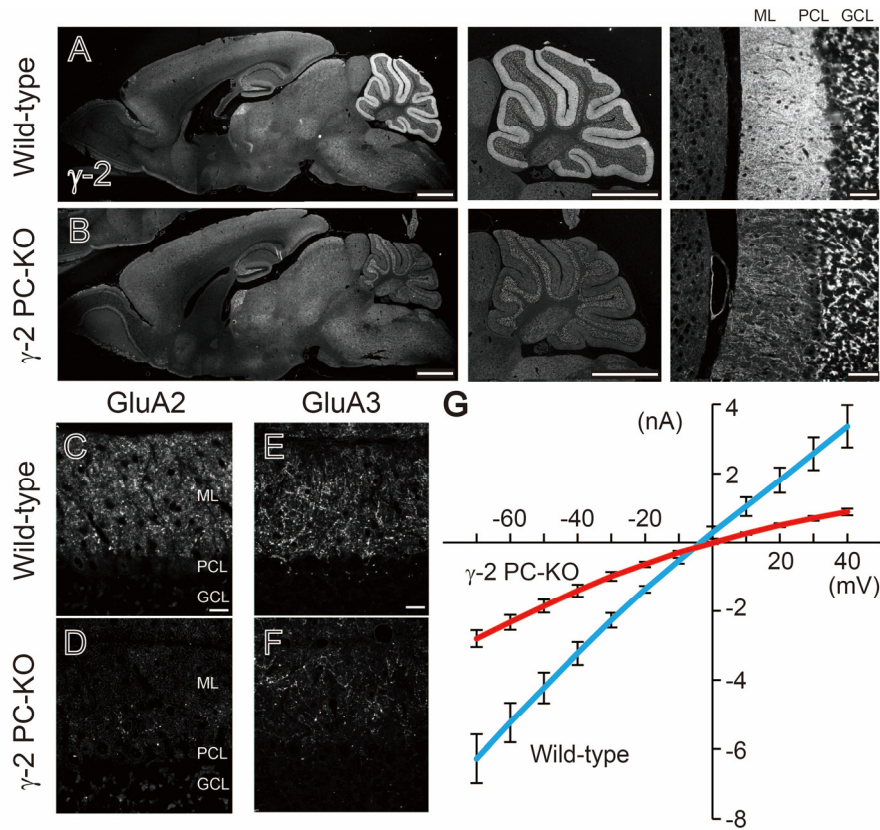 ML PCL GCL
Wild-type
A
γ-2
γ-2 PC-KO
B
GluA2 GluA3
Wild-type
C
ML
PCL
GCL
E
γ-2 PC-KO
D
ML
PCL
GCL
F
G
(nA)
4
2
-60 -40 -20
20 40
(mV)
γ-2 PC-KO
-2
-4
-6
Wild-type
-8